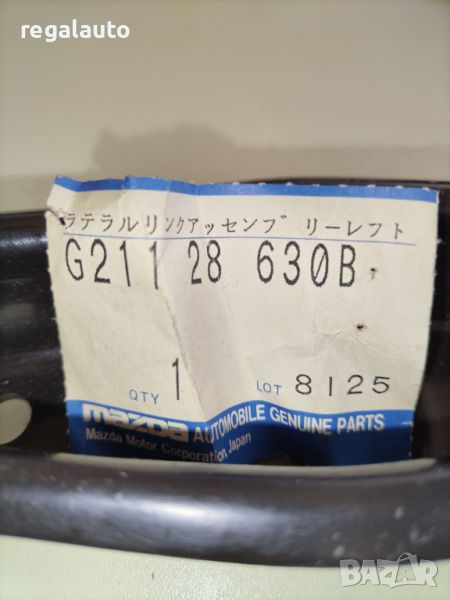 regalauto
ラテラルリンクアッセンブﾞ リーレフト
G211 28 630B
QTY 1 LOT 8125
mazda AUTOMOBILE GENUINE PARTS
Mazda Motor Corporation Japan
BAZAR